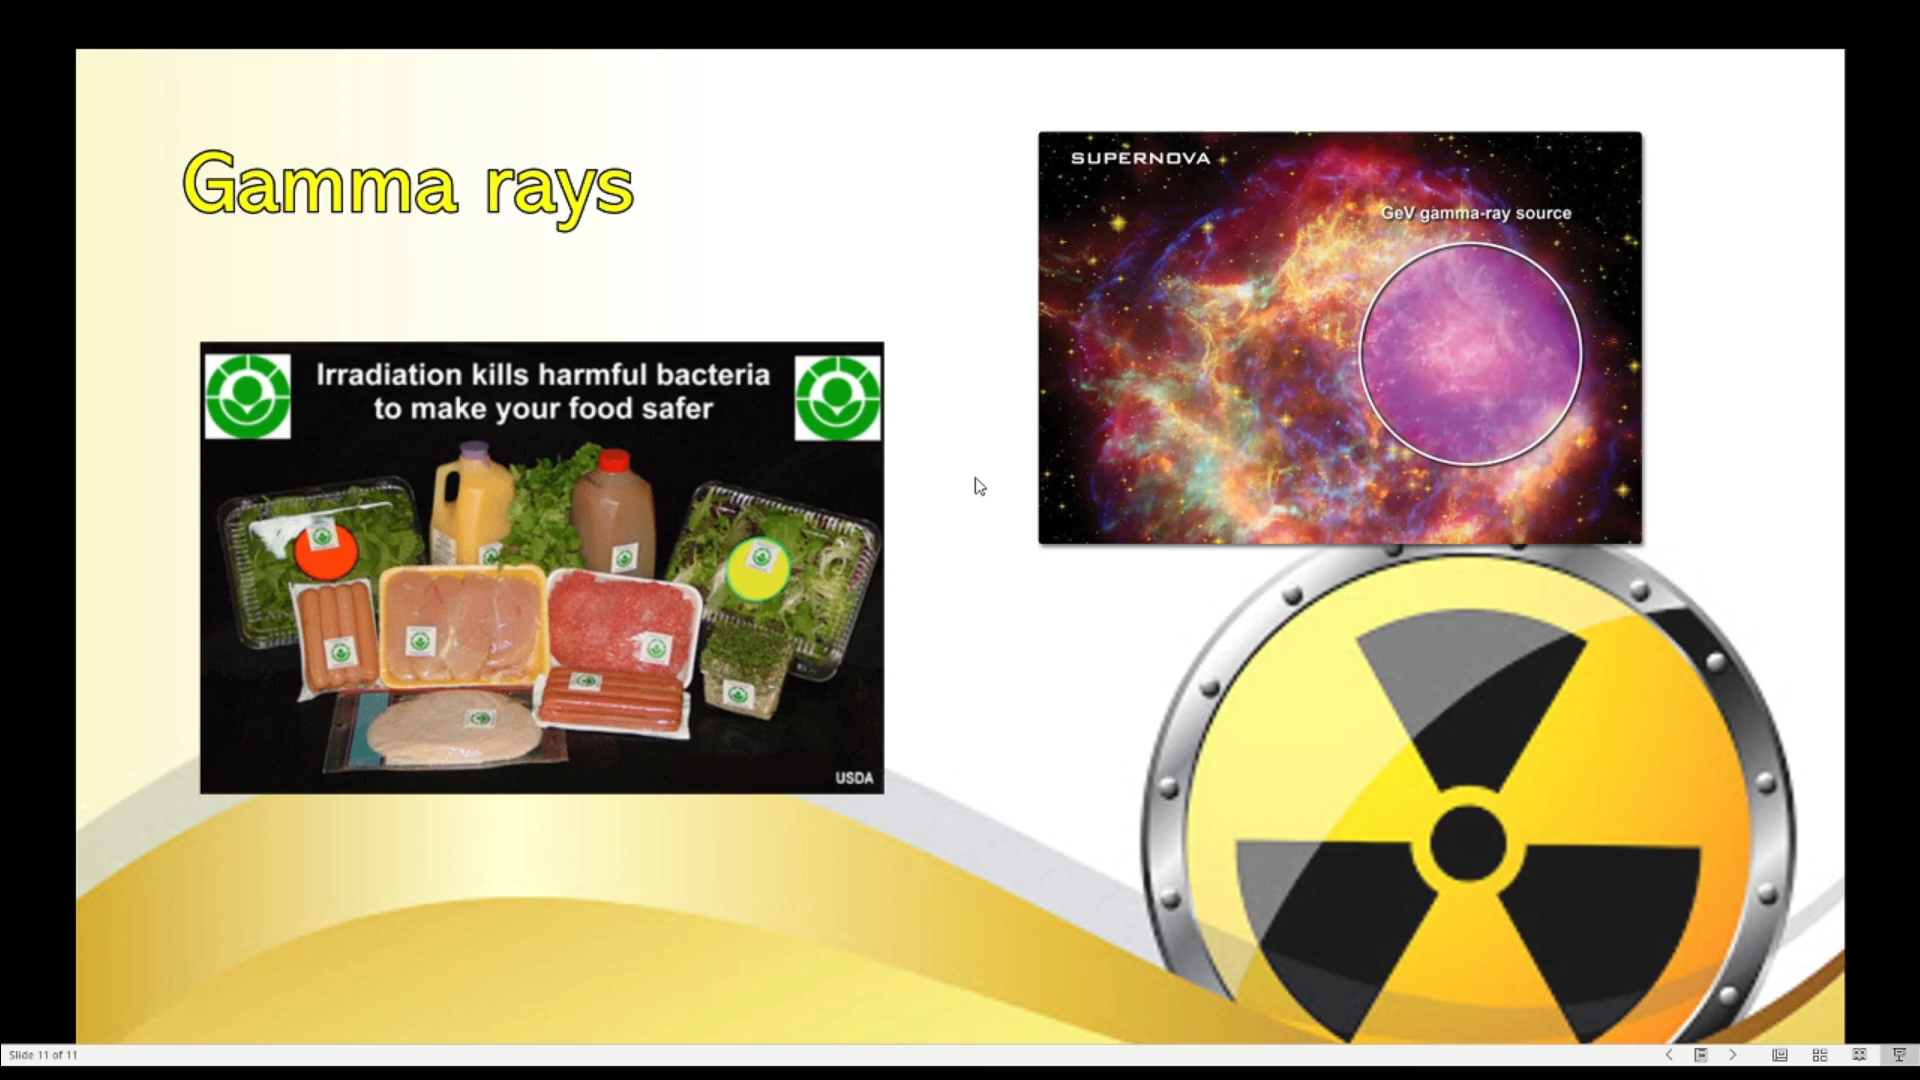 Gamma rays
SUPERNOVA
GeV gamma-ray source
Irradiation kills harmful bacteria
to make your food safer
USDA
Slide 11 of 11